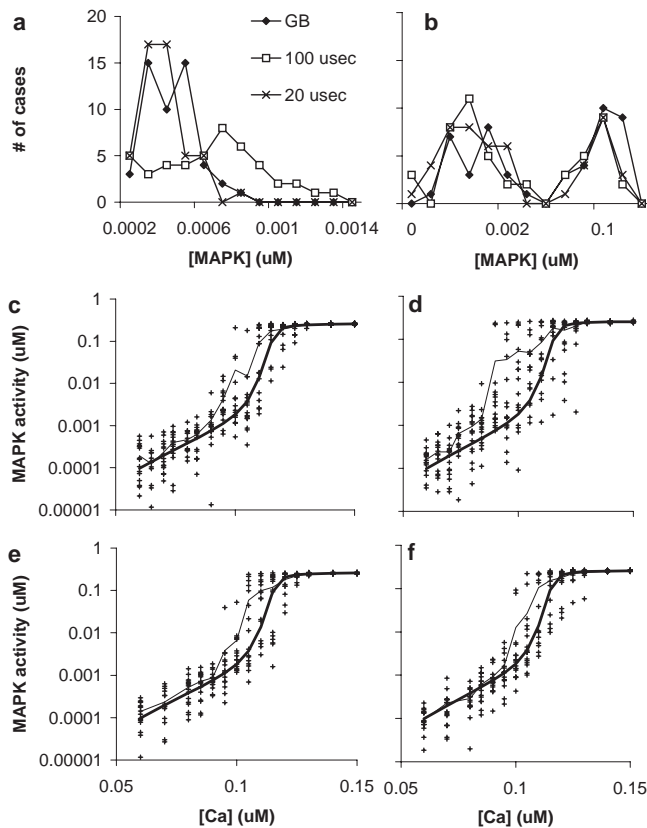 a
b
20
15
10
5
0
# of cases
GB
100 usec
20 usec
0.0002 0.0006 0.001 0.0014
[MAPK] (uM)
0 0.002 0.1
[MAPK] (uM)
c
d
1
0.1
0.01
0.001
0.0001
0.00001
MAPK activity (uM)
e
f
1
0.1
0.01
0.001
0.0001
0.00001
MAPK activity (uM)
0.05 0.1 0.15
[Ca] (uM)
0.05 0.1 0.15
[Ca] (uM)